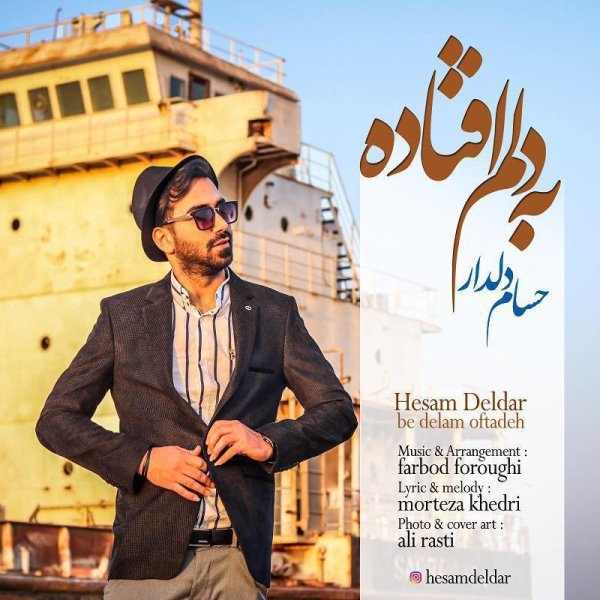 به دلم افتاده
حسام دلدار
Hesam Deldar
be delam oftadeh
Music & Arrangement :
farbod foroughi
Lyric & melody :
morteza khedri
Photo & cover art :
ali rasti
hesamdeldar